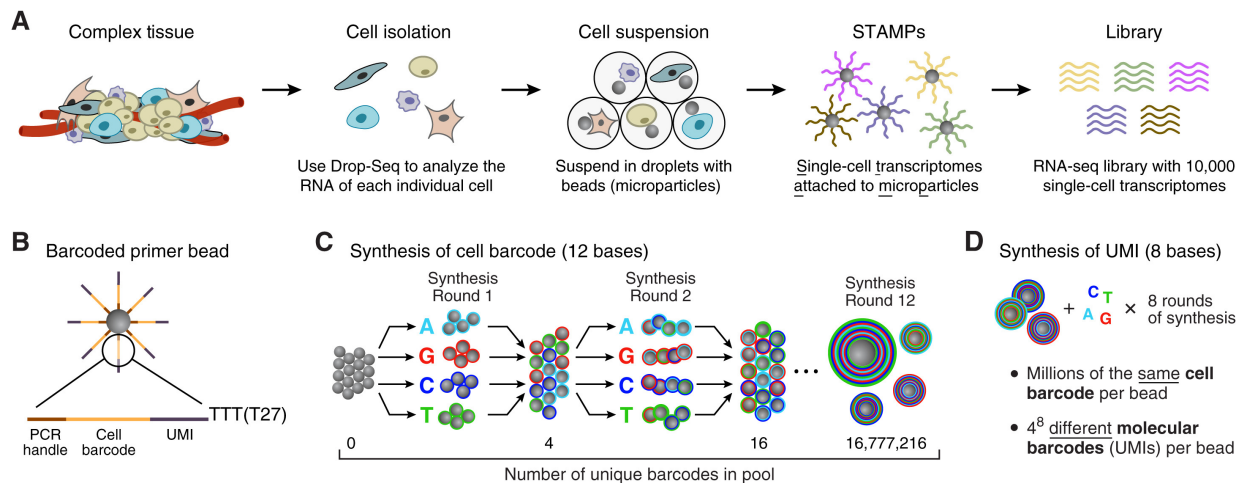 A
Complex tissue
Cell isolation
Cell suspension
STAMPs
Library
Use Drop-Seq to analyze the
RNA of each individual cell
Suspend in droplets with
beads (microparticles)
Single-cell transcriptomes
attached to microparticles
RNA-seq library with 10,000
single-cell transcriptomes
B
Barcoded primer bead
TTT(T27)
PCR
handle
Cell
barcode
UMI
C
Synthesis of cell barcode (12 bases)
Synthesis
Round 1
Synthesis
Round 2
Synthesis
Round 12
A
G
C
T
A
G
C
T
...
0
4
16
16,777,216
Number of unique barcodes in pool
D
Synthesis of UMI (8 bases)
+
C
T
A
G
×
8 rounds
of synthesis
● Millions of the same cell
barcode per bead
● 4⁸ different molecular
barcodes (UMIs) per bead